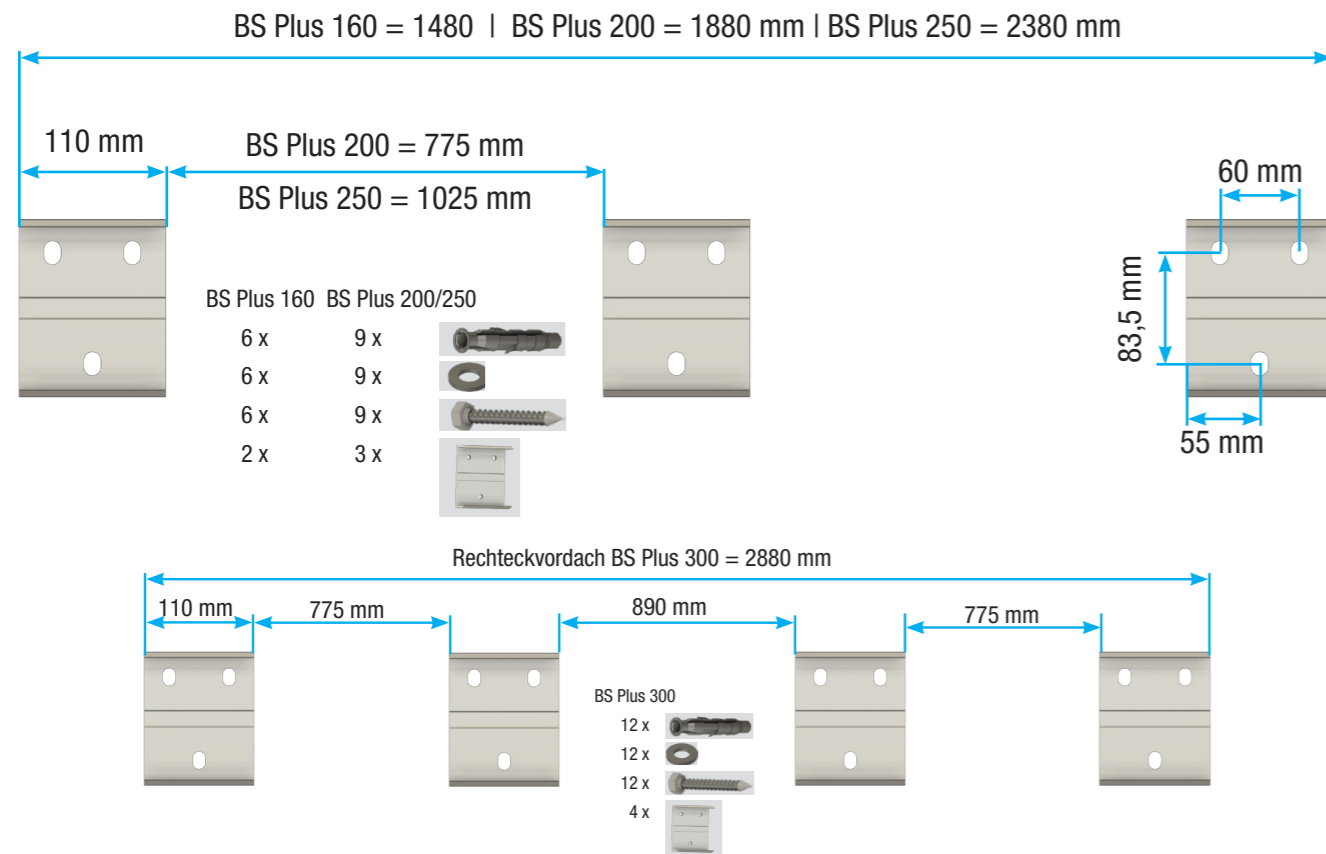 BS Plus 160 = 1480 | BS Plus 200 = 1880 mm | BS Plus 250 = 2380 mm
110 mm
BS Plus 200 = 775 mm
BS Plus 250 = 1025 mm
60 mm
83,5 mm
55 mm
BS Plus 160 BS Plus 200/250
6 x 9 x
6 x 9 x
6 x 9 x
2 x 3 x
Rechteckvordach BS Plus 300 = 2880 mm
110 mm 775 mm 890 mm 775 mm
BS Plus 300
12 x
12 x
12 x
4 x